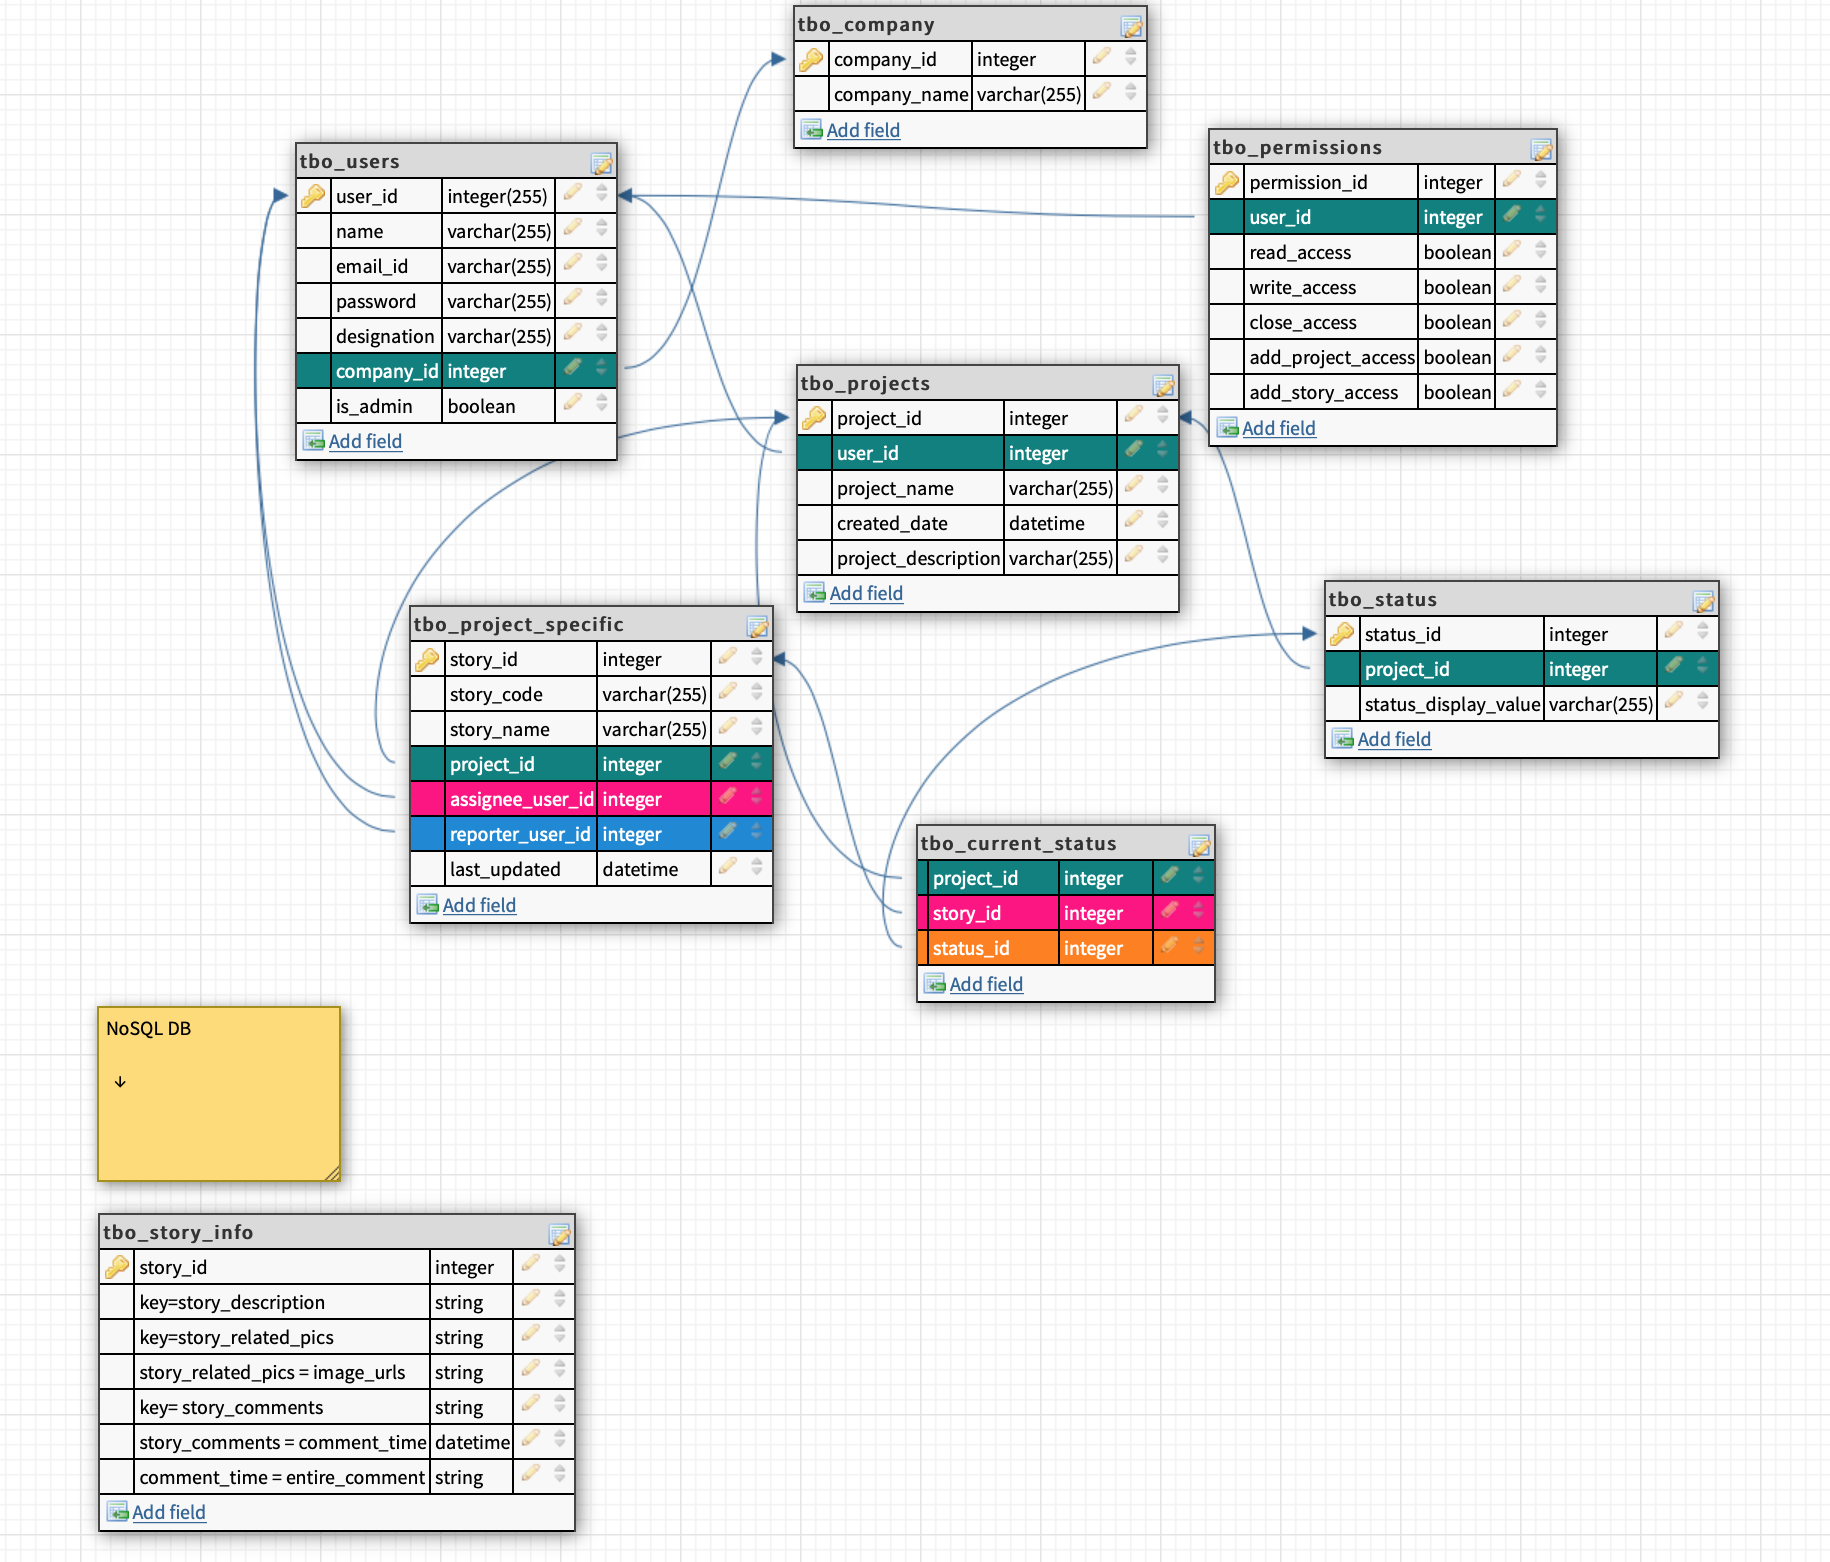 tbo_company
company_id integer
company_name varchar(255)
Add field
tbo_users
user_id integer(255)
name varchar(255)
email_id varchar(255)
password varchar(255)
designation varchar(255)
company_id integer
is_admin boolean
Add field
tbo_permissions
permission_id integer
user_id integer
read_access boolean
write_access boolean
close_access boolean
add_project_access boolean
add_story_access boolean
Add field
tbo_projects
project_id integer
user_id integer
project_name varchar(255)
created_date datetime
project_description varchar(255)
Add field
tbo_status
status_id integer
project_id integer
status_display_value varchar(255)
Add field
tbo_project_specific
story_id integer
story_code varchar(255)
story_name varchar(255)
project_id integer
assignee_user_id integer
reporter_user_id integer
last_updated datetime
Add field
tbo_current_status
project_id integer
story_id integer
status_id integer
Add field
NoSQL DB
↓
tbo_story_info
story_id integer
key=story_description string
key=story_related_pics string
story_related_pics = image_urls string
key= story_comments string
story_comments = comment_time datetime
comment_time = entire_comment string
Add field